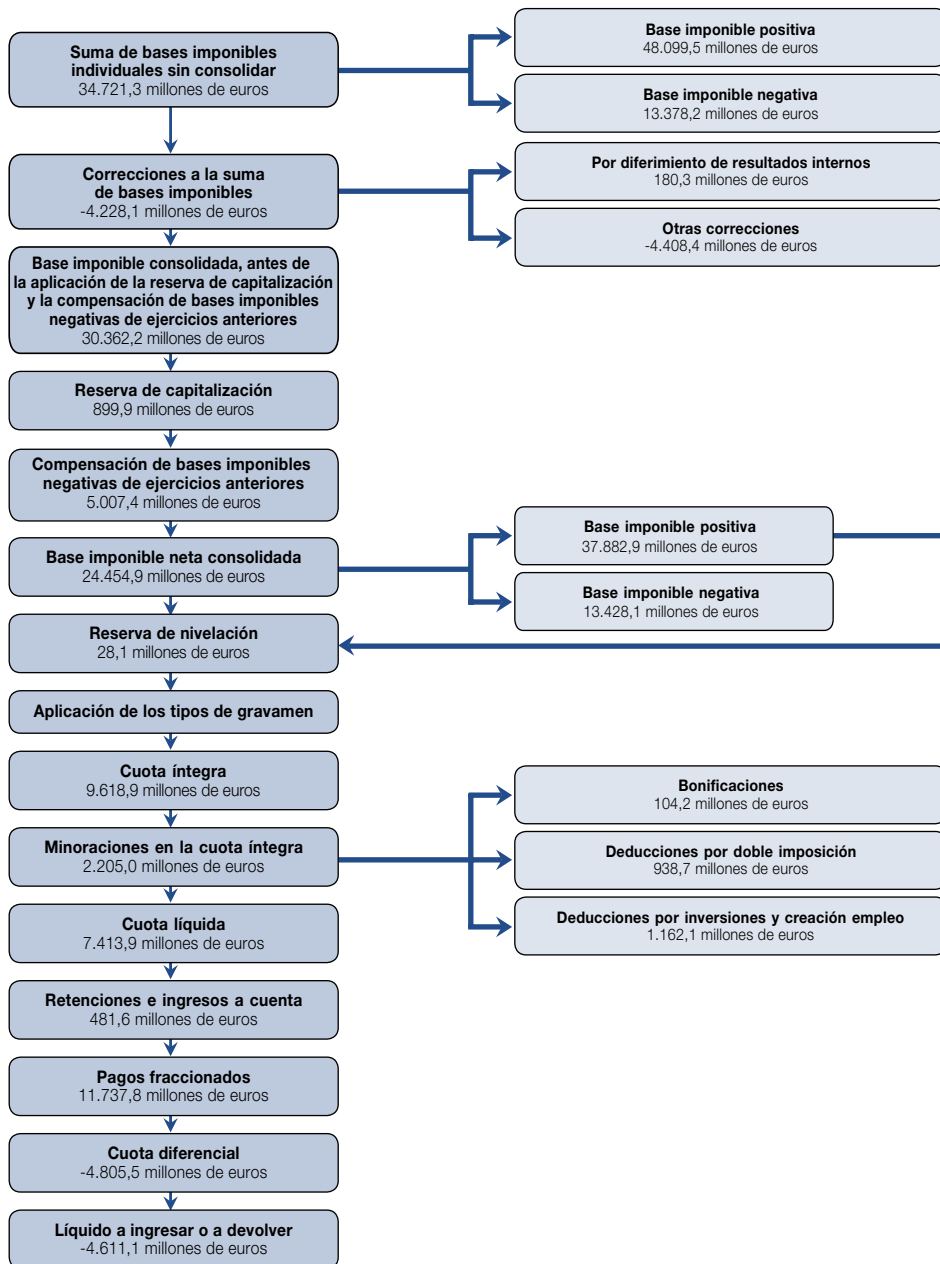 Suma de bases imponibles
individuales sin consolidar
34.721,3 millones de euros
Base imponible positiva
48.099,5 millones de euros
Base imponible negativa
13.378,2 millones de euros
Correcciones a la suma
de bases imponibles
-4.228,1 millones de euros
Por diferimiento de resultados internos
180,3 millones de euros
Otras correcciones
-4.408,4 millones de euros
Base imponible consolidada, antes de
la aplicación de la reserva de capitalización
y la compensación de bases imponibles
negativas de ejercicios anteriores
30.362,2 millones de euros
Reserva de capitalización
899,9 millones de euros
Compensación de bases imponibles
negativas de ejercicios anteriores
5.007,4 millones de euros
Base imponible neta consolidada
24.454,9 millones de euros
Base imponible positiva
37.882,9 millones de euros
Base imponible negativa
13.428,1 millones de euros
Reserva de nivelación
28,1 millones de euros
Aplicación de los tipos de gravamen
Cuota íntegra
9.618,9 millones de euros
Minoraciones en la cuota íntegra
2.205,0 millones de euros
Bonificaciones
104,2 millones de euros
Deducciones por doble imposición
938,7 millones de euros
Deducciones por inversiones y creación empleo
1.162,1 millones de euros
Cuota líquida
7.413,9 millones de euros
Retenciones e ingresos a cuenta
481,6 millones de euros
Pagos fraccionados
11.737,8 millones de euros
Cuota diferencial
-4.805,5 millones de euros
Líquido a ingresar o a devolver
-4.611,1 millones de euros